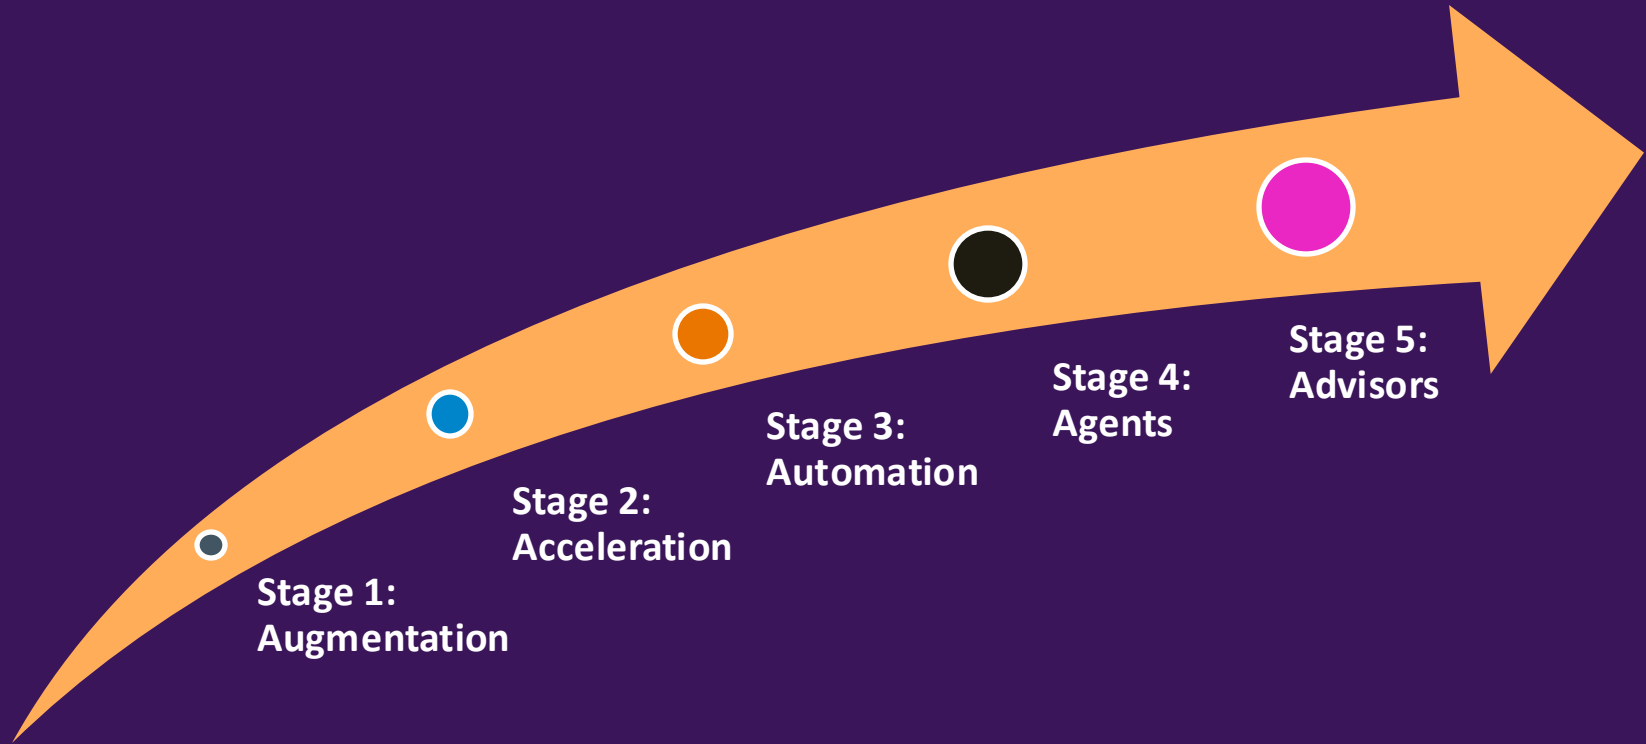 Stage 1:
Augmentation
Stage 2:
Acceleration
Stage 3:
Automation
Stage 4:
Agents
Stage 5:
Advisors